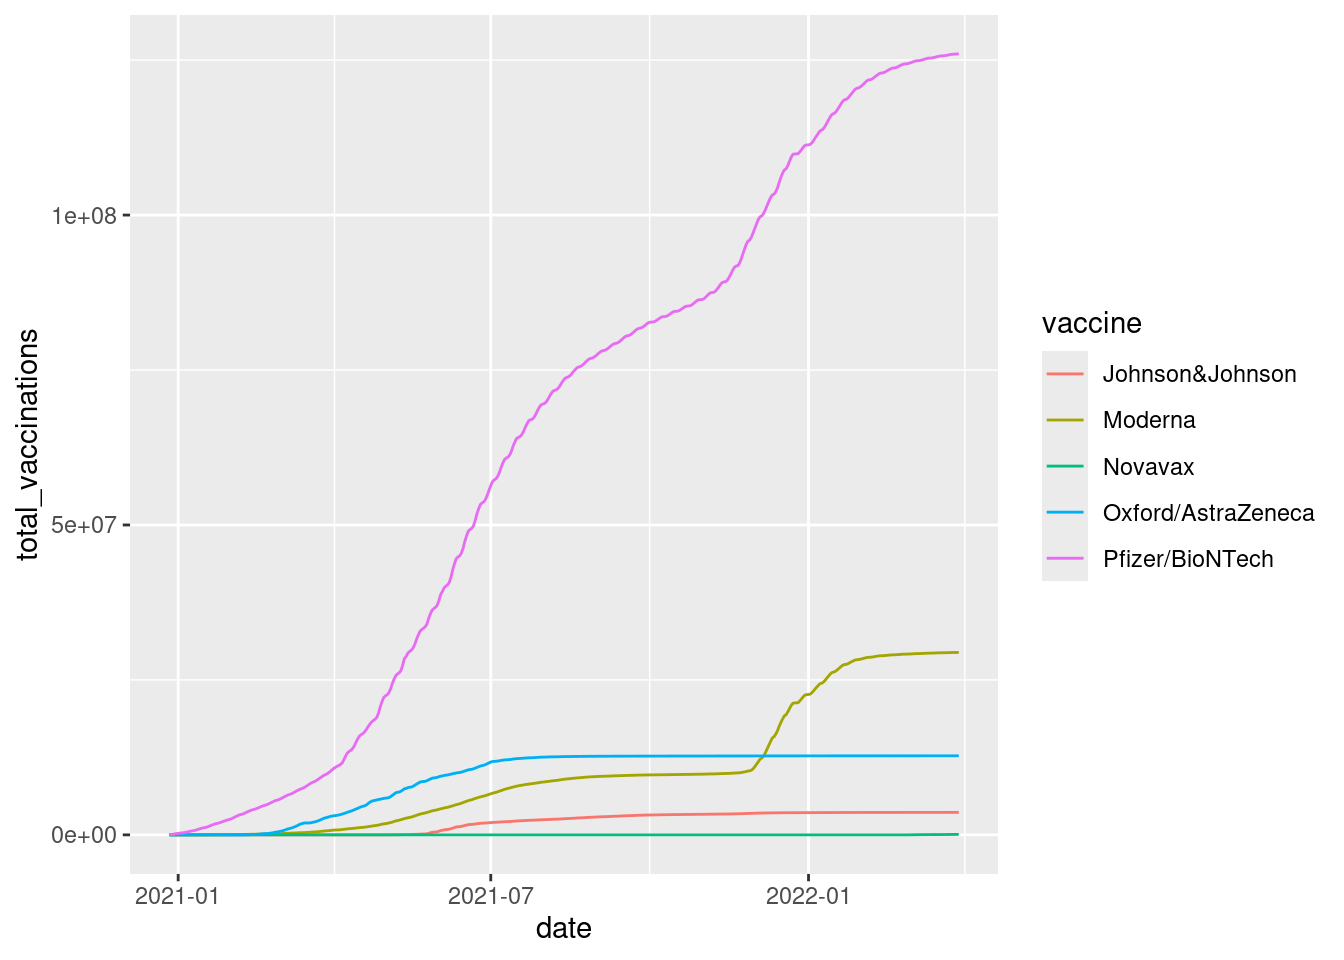 total_vaccinations
1e+08
5e+07
0e+00
2021-01
2021-07
2022-01
date
vaccine
Johnson&Johnson
Moderna
Novavax
Oxford/AstraZeneca
Pfizer/BioNTech